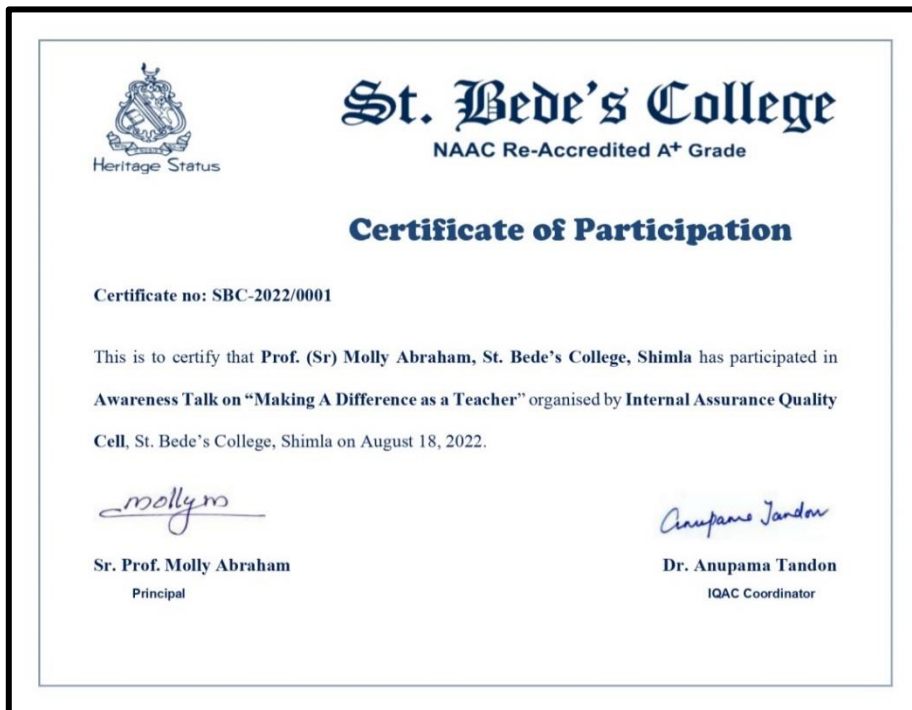 Heritage Status
St. Bede's College
NAAC Re-Accredited A+ Grade
Certificate of Participation
Certificate no: SBC-2022/0001
This is to certify that Prof. (Sr) Molly Abraham, St. Bede's College, Shimla has participated in
Awareness Talk on “Making A Difference as a Teacher” organised by Internal Assurance Quality
Cell, St. Bede's College, Shimla on August 18, 2022.
mollym
Anupama Tandon
Sr. Prof. Molly Abraham
Dr. Anupama Tandon
Principal
IQAC Coordinator